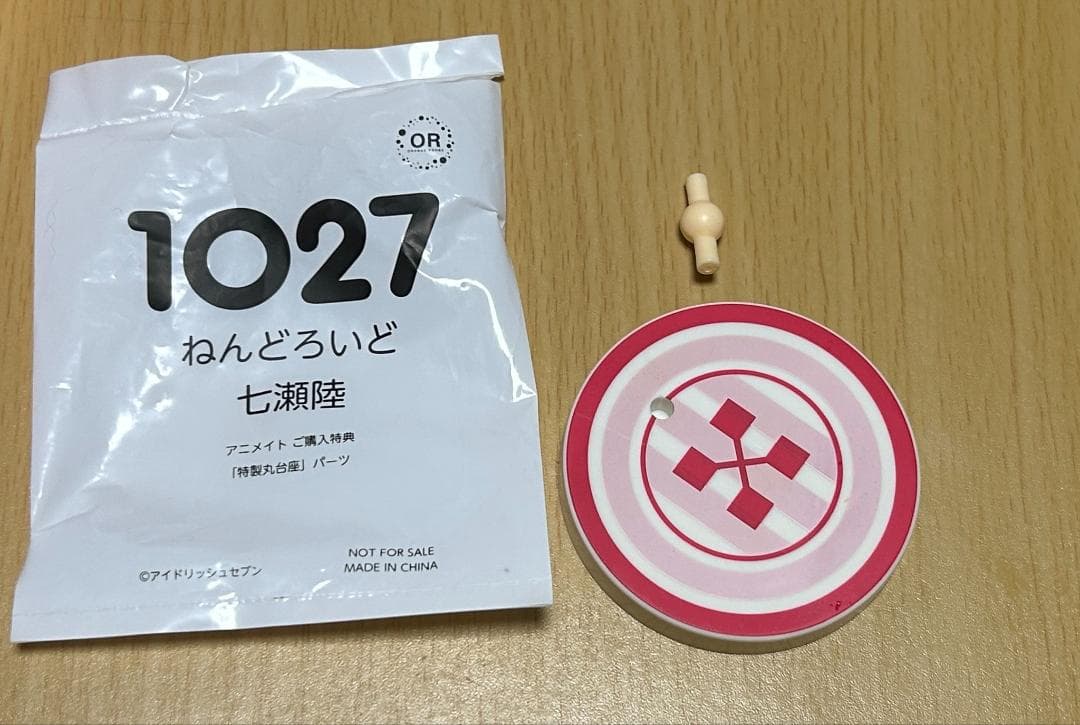 OR
ORANGE ROUGE
1027
ねんどろいど
七瀬陸
アニメイト ご購入特典
「特製丸台座」パーツ
NOT FOR SALE
MADE IN CHINA
©アイドリッシュセブン